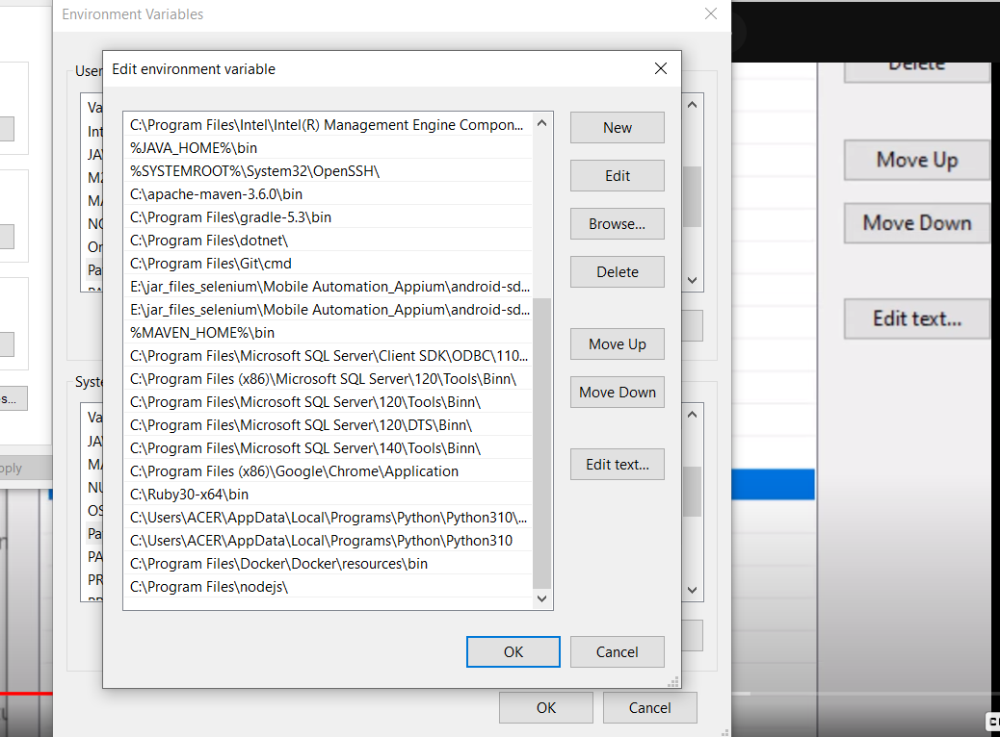 Environment Variables
Edit environment variable
User
Va
Int
JA
M2
MA
NO
On
Pa
C:\Program Files\Intel\Intel(R) Management Engine Compon...
%JAVA_HOME%\bin
%SYSTEMROOT%\System32\OpenSSH\
C:\apache-maven-3.6.0\bin
C:\Program Files\gradle-5.3\bin
C:\Program Files\dotnet\
C:\Program Files\Git\cmd
E:\jar_files_selenium\Mobile Automation_Appium\android-sd...
E:\jar_files_selenium\Mobile Automation_Appium\android-sd...
%MAVEN_HOME%\bin
C:\Program Files\Microsoft SQL Server\Client SDK\ODBC\110...
C:\Program Files (x86)\Microsoft SQL Server\120\Tools\Binn\
C:\Program Files\Microsoft SQL Server\120\Tools\Binn\
C:\Program Files\Microsoft SQL Server\120\DTS\Binn\
C:\Program Files\Microsoft SQL Server\140\Tools\Binn\
C:\Program Files (x86)\Google\Chrome\Application
C:\Ruby30-x64\bin
C:\Users\ACER\AppData\Local\Programs\Python\Python310\...
C:\Users\ACER\AppData\Local\Programs\Python\Python310
C:\Program Files\Docker\Docker\resources\bin
C:\Program Files\nodejs\
New
Edit
Browse...
Delete
Move Up
Move Down
Edit text...
OK
Cancel
Syste
Va
JA
MA
NU
OS
Pa
PA
PR
OK
Cancel
s...
pply
Delete
Move Up
Move Down
Edit text...